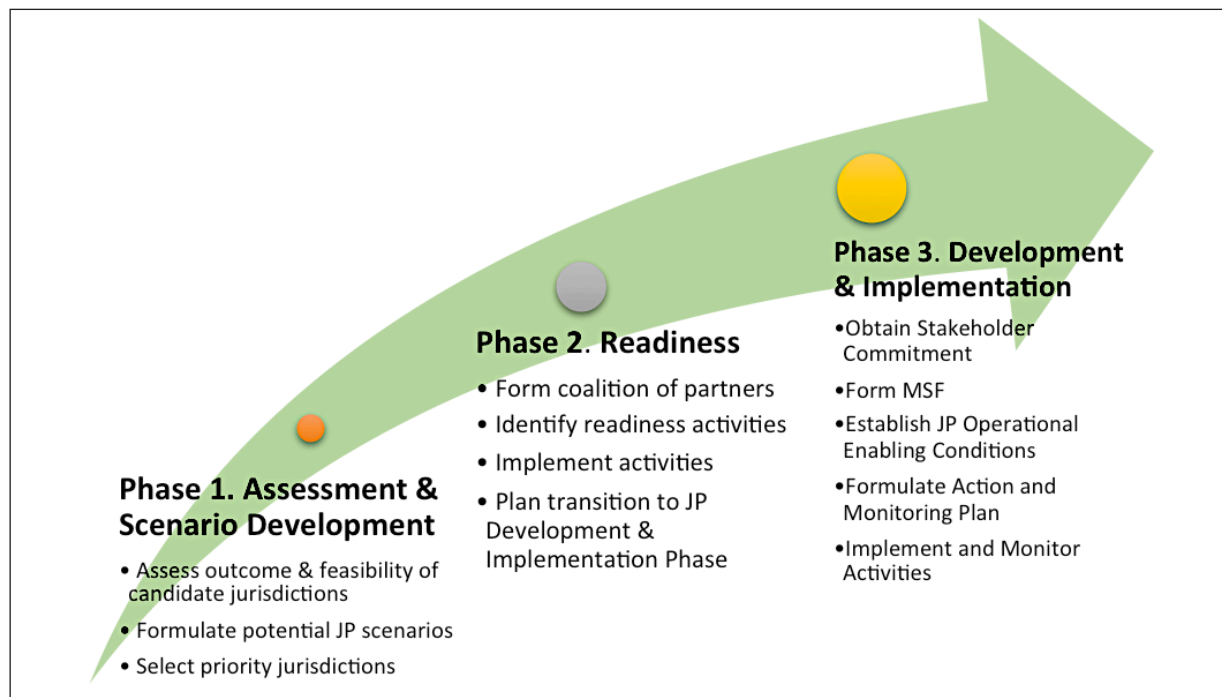 Phase 1. Assessment &
Scenario Development
• Assess outcome & feasibility of
candidate jurisdictions
• Formulate potential JP scenarios
• Select priority jurisdictions
Phase 2. Readiness
• Form coalition of partners
• Identify readiness activities
• Implement activities
• Plan transition to JP
Development &
Implementation Phase
Phase 3. Development
& Implementation
•Obtain Stakeholder
Commitment
•Form MSF
•Establish JP Operational
Enabling Conditions
•Formulate Action and
Monitoring Plan
•Implement and Monitor
Activities